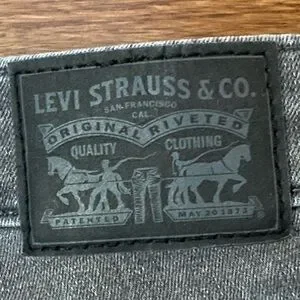 LEVI STRAUSS & CO.
SAN FRANCISCO
CAL.
ORIGINAL RIVETED
QUALITY CLOTHING
PATENTED MAY 20 1873
®